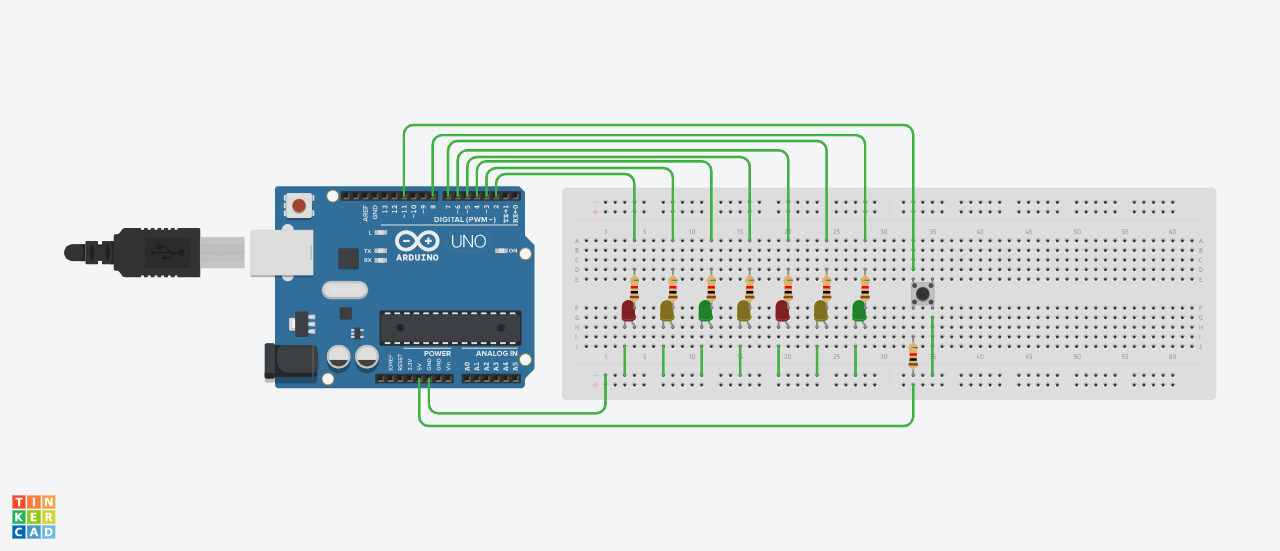 1 5 10 15 20 25 30 35 40 45 50 55 60
AREF
GND
13
12
~11
~10
~9
8
7
~6
~5
4
~3
2
TX→1
RX←0
DIGITAL (PWM~)
L
TX
RX
ON
UNO
ARDUINO
A
B
C
D
E
F
G
H
I
J
POWER
ANALOG IN
IOREF
RESET
3.3V
5V
GND
GND
Vin
A0
A1
A2
A3
A4
A5
1 5 10 15 20 25 30 35 40 45 50 55 60
TIN
KER
CAD